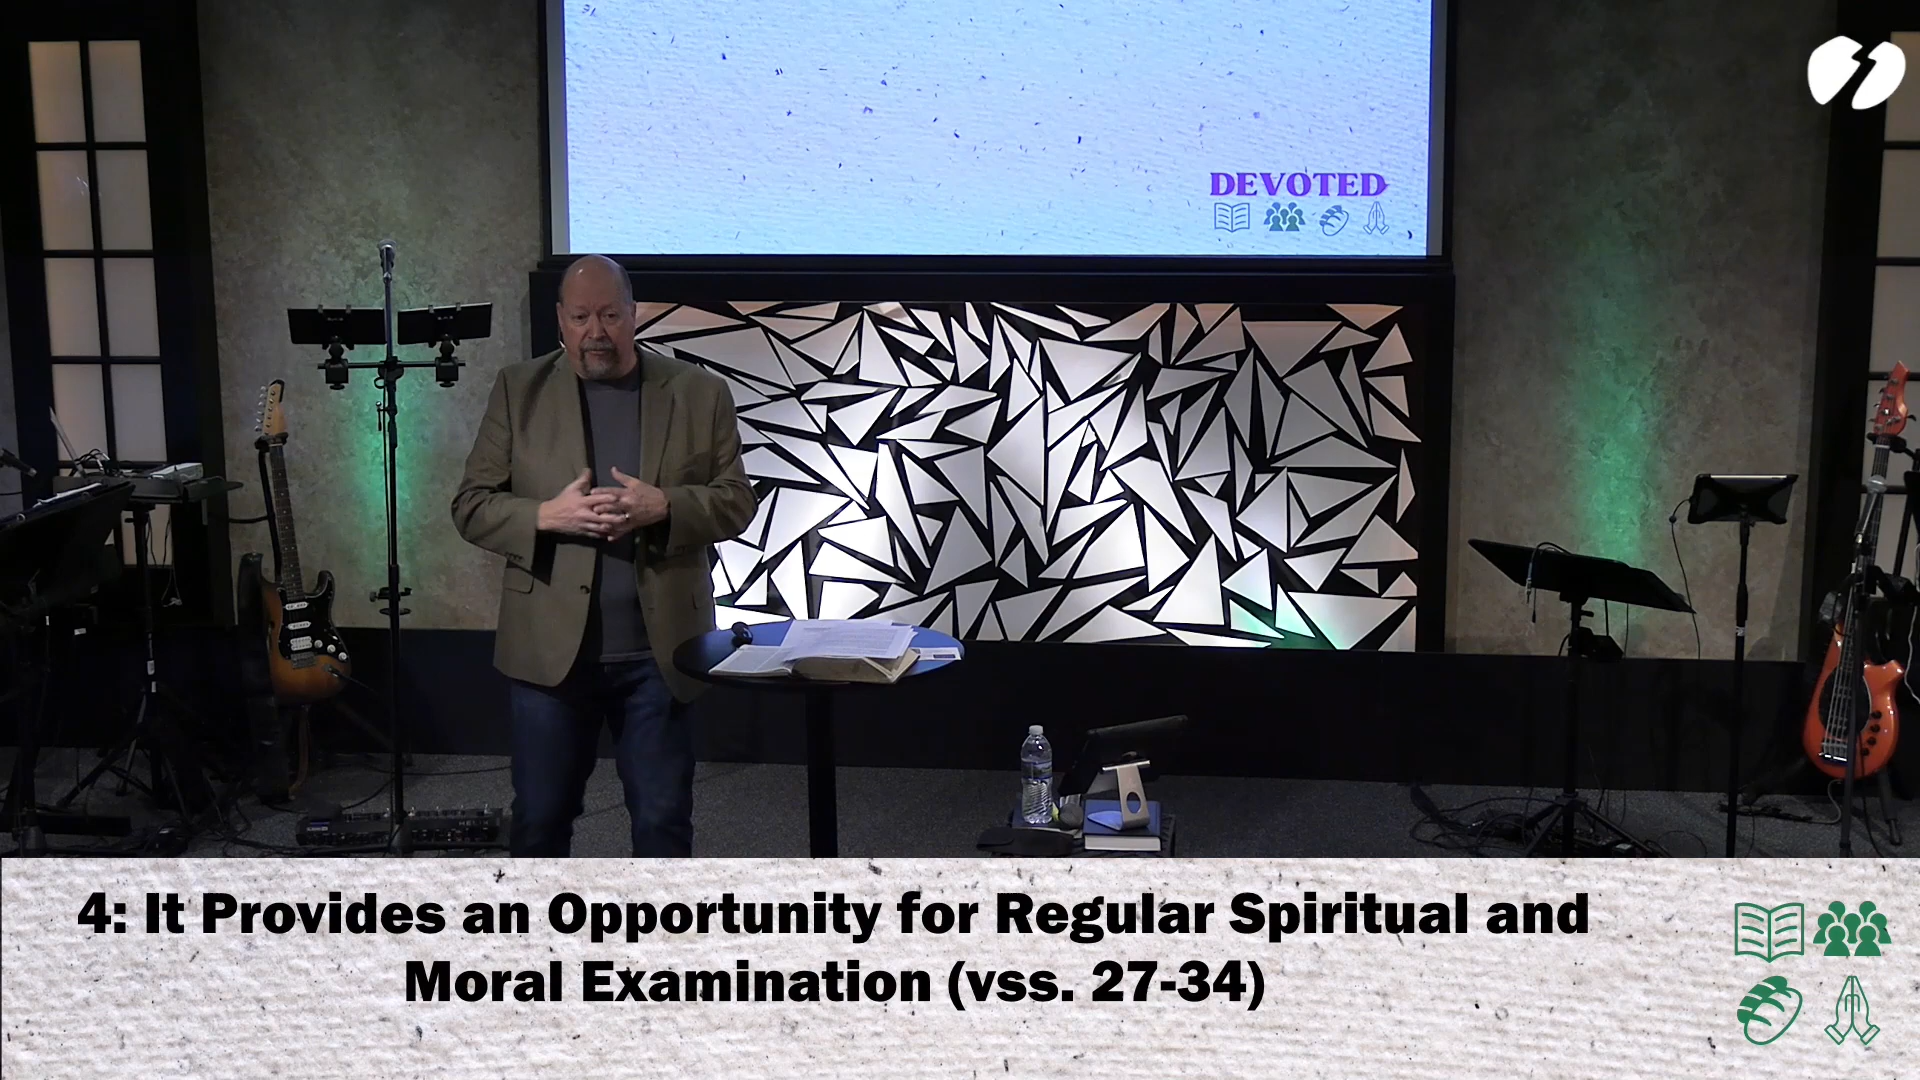 DEVOTED
4: It Provides an Opportunity for Regular Spiritual and
Moral Examination (vss. 27-34)